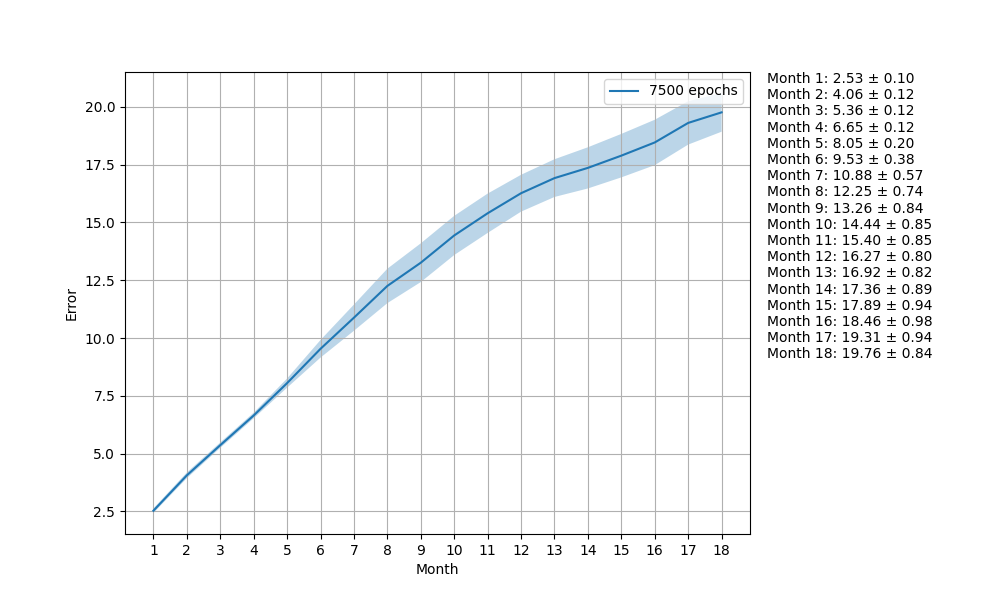 7500 epochs
20.0
17.5
15.0
12.5
10.0
7.5
5.0
2.5
Error
1 2 3 4 5 6 7 8 9 10 11 12 13 14 15 16 17 18
Month
Month 1: 2.53 ± 0.10
Month 2: 4.06 ± 0.12
Month 3: 5.36 ± 0.12
Month 4: 6.65 ± 0.12
Month 5: 8.05 ± 0.20
Month 6: 9.53 ± 0.38
Month 7: 10.88 ± 0.57
Month 8: 12.25 ± 0.74
Month 9: 13.26 ± 0.84
Month 10: 14.44 ± 0.85
Month 11: 15.40 ± 0.85
Month 12: 16.27 ± 0.80
Month 13: 16.92 ± 0.82
Month 14: 17.36 ± 0.89
Month 15: 17.89 ± 0.94
Month 16: 18.46 ± 0.98
Month 17: 19.31 ± 0.94
Month 18: 19.76 ± 0.84